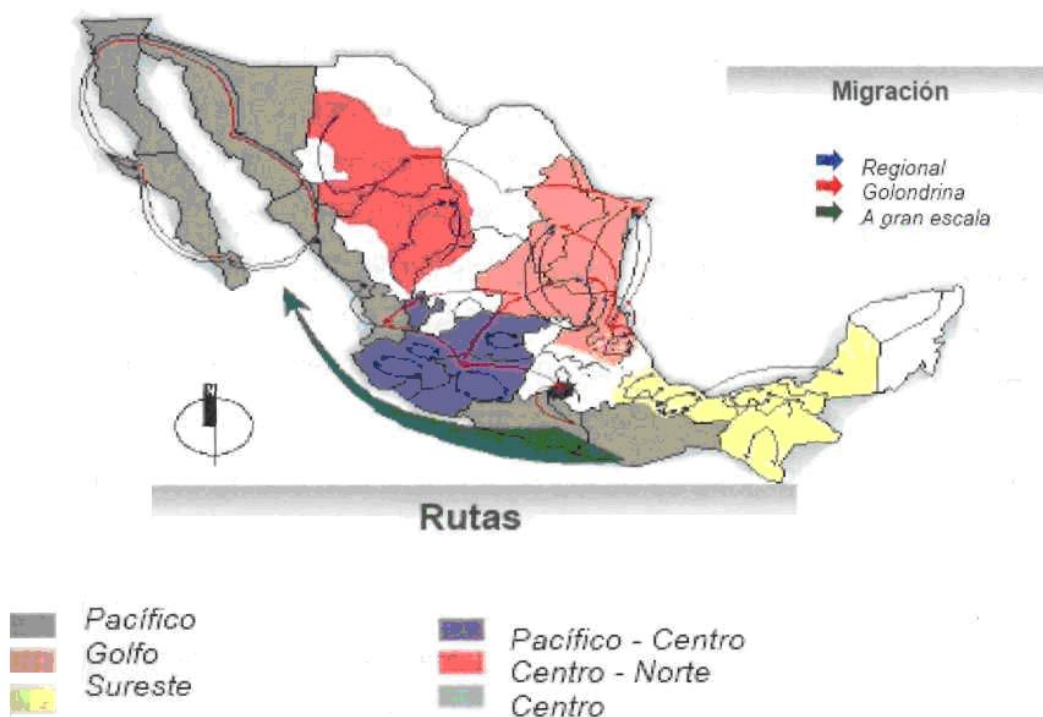 Migración
Regional
Golondrina
A gran escala
Rutas
Pacífico
Golfo
Sureste
Pacífico - Centro
Centro - Norte
Centro